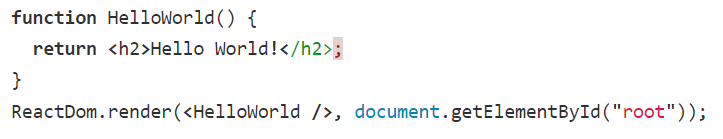 function HelloWorld() {
  return <h2>Hello World!</h2>;
}
ReactDom.render(<HelloWorld />, document.getElementById("root"));